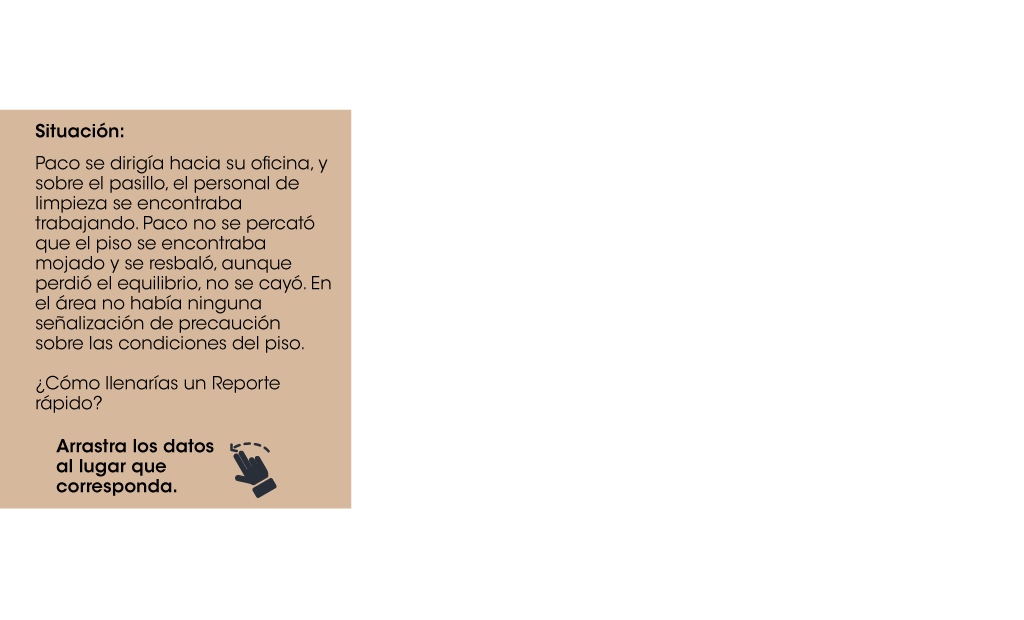 Situación:
Paco se dirigía hacia su oficina, y
sobre el pasillo, el personal de
limpieza se encontraba
trabajando. Paco no se percató
que el piso se encontraba
mojado y se resbaló, aunque
perdió el equilibrio, no se cayó. En
el área no había ninguna
señalización de precaución
sobre las condiciones del piso.
¿Cómo llenarías un Reporte
rápido?
Arrastra los datos
al lugar que
corresponda.